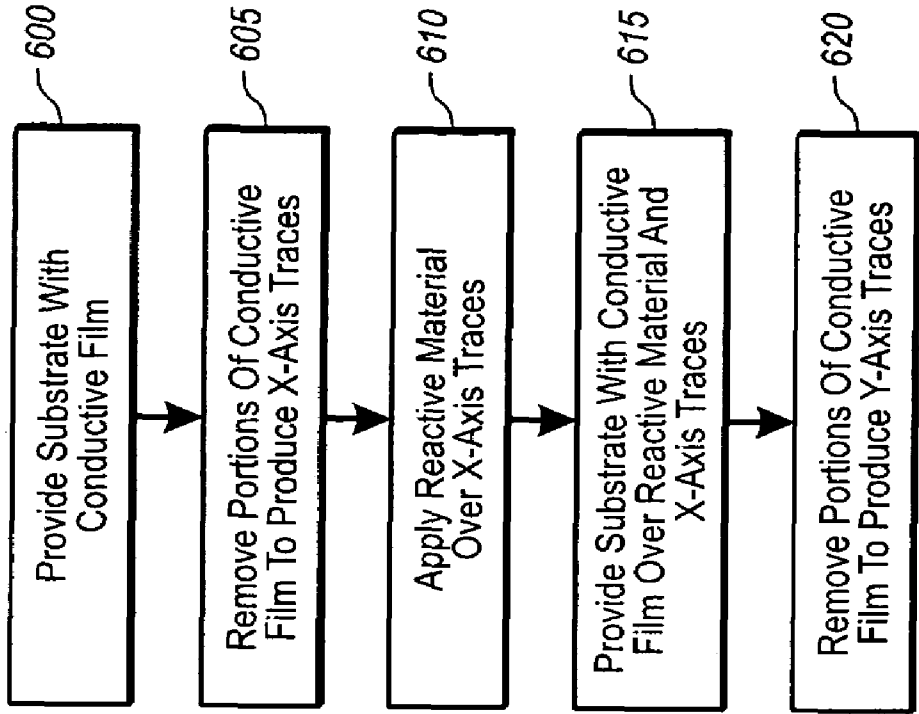 600
Provide Substrate With
Conductive Film
605
Remove Portions Of Conductive
Film To Produce X-Axis Traces
610
Apply Reactive Material
Over X-Axis Traces
615
Provide Substrate With Conductive
Film Over Reactive Material And
X-Axis Traces
620
Remove Portions Of Conductive
Film To Produce Y-Axis Traces